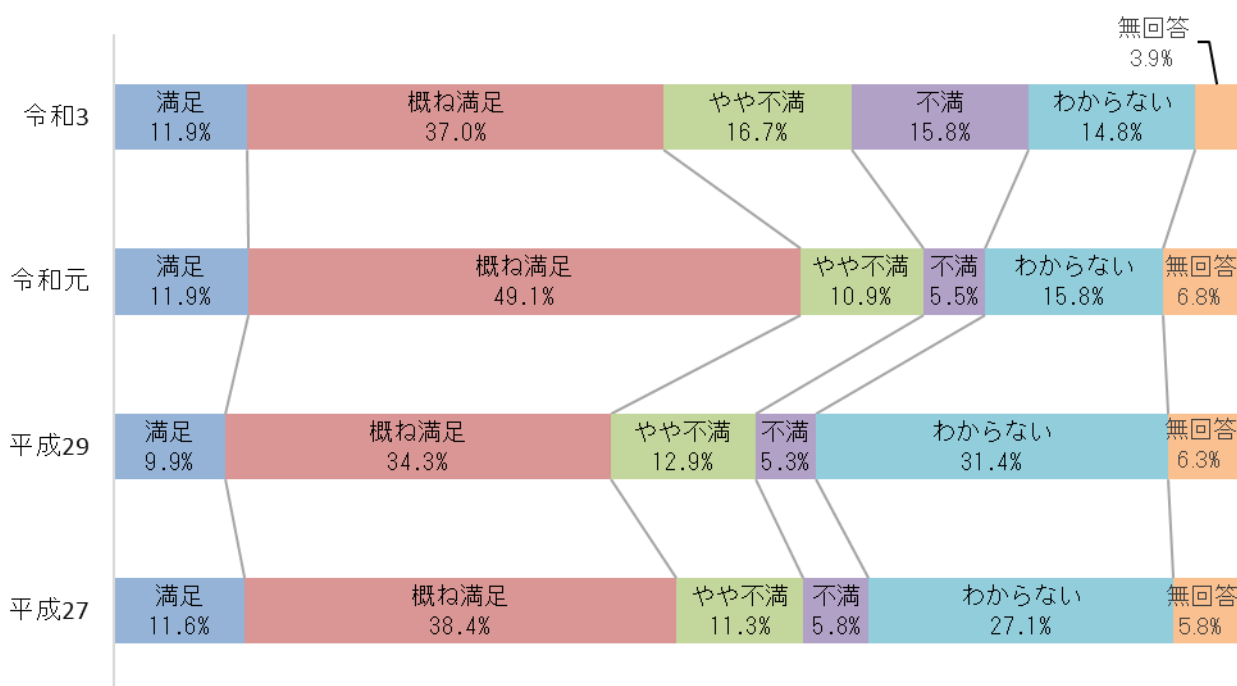 無回答
3.9%
令和3
満足 概ね満足 やや不満 不満 わからない
11.9% 37.0% 16.7% 15.8% 14.8%
令和元
満足 概ね満足 やや不満 不満 わからない 無回答
11.9% 49.1% 10.9% 5.5% 15.8% 6.8%
平成29
満足 概ね満足 やや不満 不満 わからない 無回答
9.9% 34.3% 12.9% 5.3% 31.4% 6.3%
平成27
満足 概ね満足 やや不満 不満 わからない 無回答
11.6% 38.4% 11.3% 5.8% 27.1% 5.8%